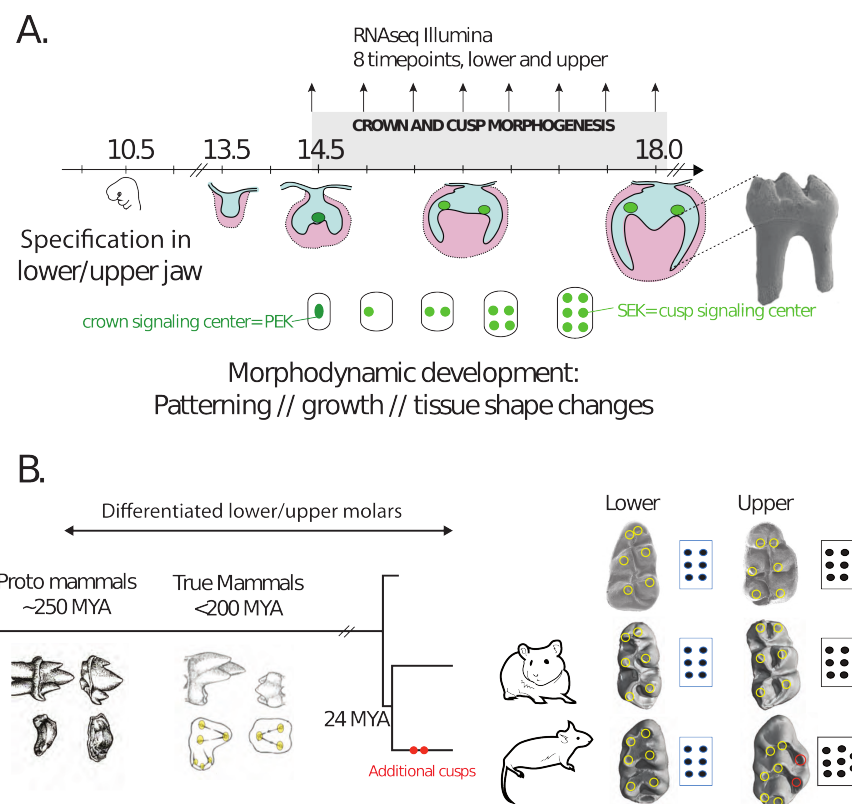 A.
RNAseq Illumina
8 timepoints, lower and upper
CROWN AND CUSP MORPHOGENESIS
10.5 13.5 14.5 18.0
Specification in
lower/upper jaw
crown signaling center=PEK
SEK=cusp signaling center
Morphodynamic development:
Patterning // growth // tissue shape changes
B.
Differentiated lower/upper molars
Lower Upper
Proto mammals
~250 MYA
True Mammals
<200 MYA
24 MYA
Additional cusps